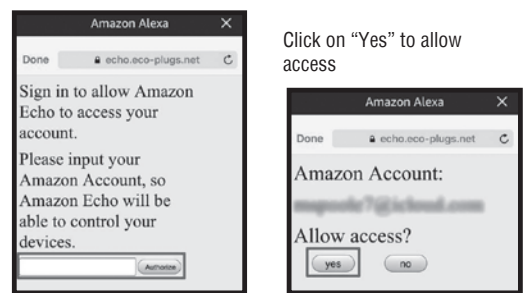 Amazon Alexa ✕
Done echo.eco-plugs.net
Sign in to allow Amazon
Echo to access your
account.
Please input your
Amazon Account, so
Amazon Echo will be
able to control your
devices.
Authorize
Click on “Yes” to allow
access
Amazon Alexa ✕
Done echo.eco-plugs.net
Amazon Account:
Allow access?
yes no